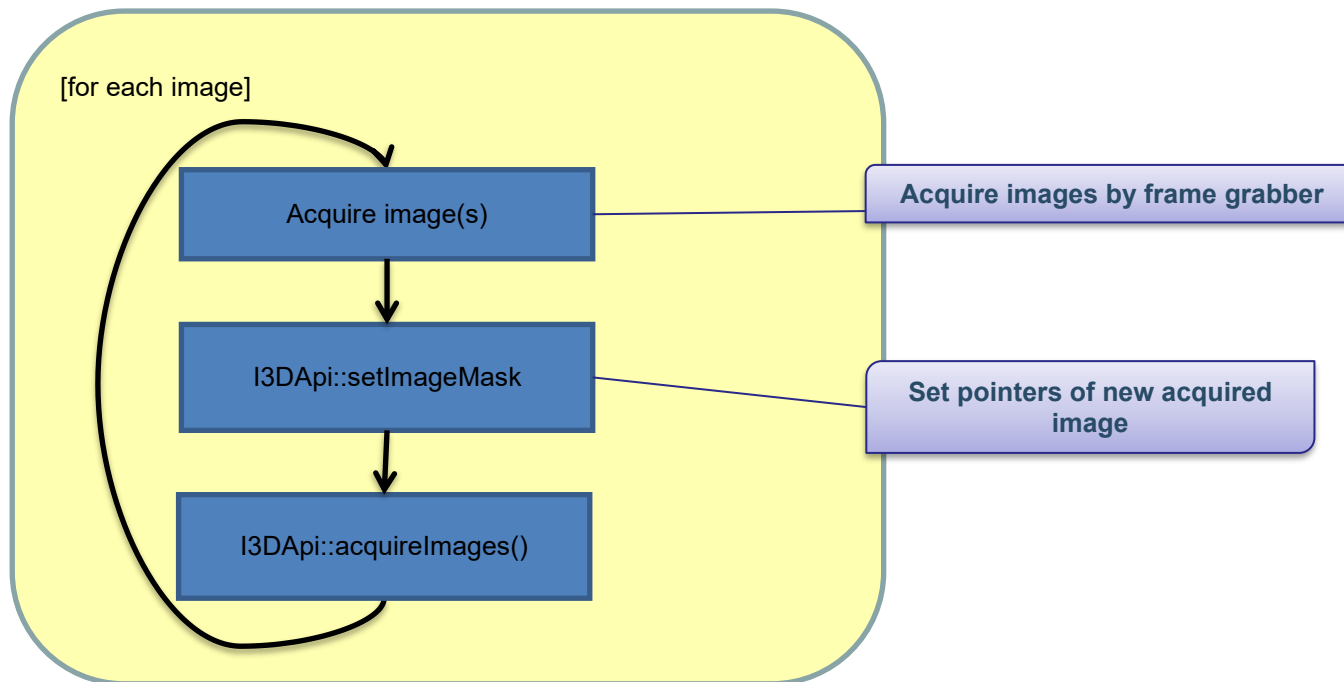 [for each image]
Acquire image(s)
Acquire images by frame grabber
I3DApi::setImageMask
Set pointers of new acquired
image
I3DApi::acquireImages()